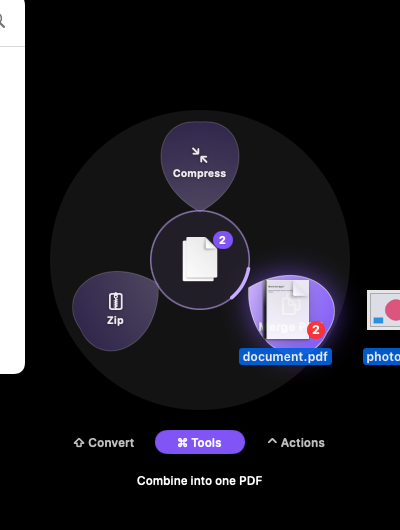 Compress
2
Zip
2
document.pdf
photo
⇧ Convert
⌘ Tools
⌃ Actions
Combine into one PDF